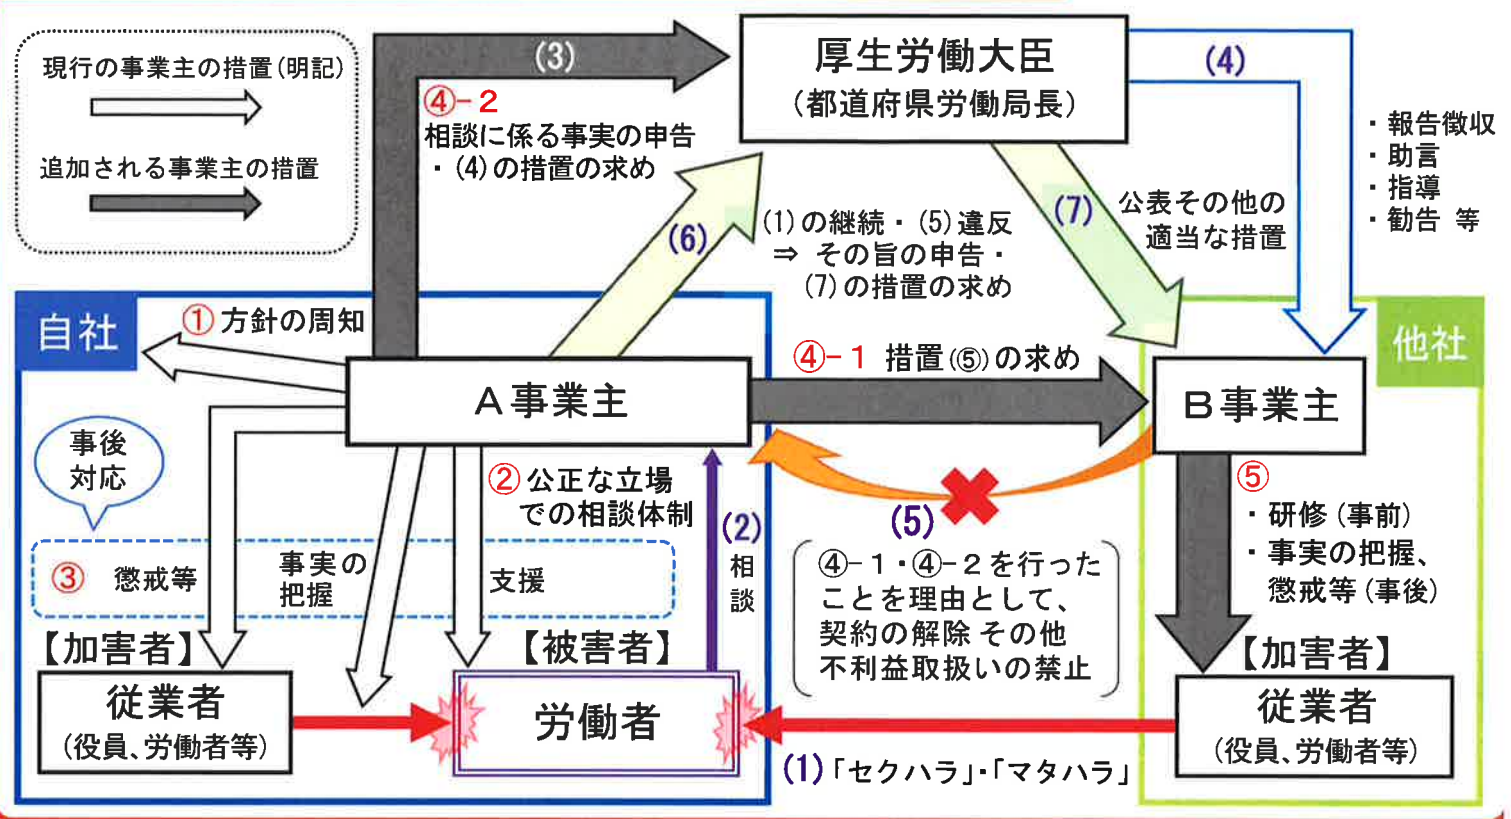 現行の事業主の措置(明記)
追加される事業主の措置
(3)
④-2
相談に係る事実の申告
・(4)の措置の求め
厚生労働大臣
(都道府県労働局長)
(4)
・報告徴収
・助言
・指導
・勧告 等
(6)
(1)の継続・(5)違反
⇒ その旨の申告・
(7)の措置の求め
(7)
公表その他の
適当な措置
自社
①方針の周知
A事業主
④-1 措置(⑤)の求め
他社
B事業主
事後
対応
②公正な立場
での相談体制
(2)
相
談
③ 懲戒等
事実の
把握
支援
(5)
④-1・④-2を行った
ことを理由として、
契約の解除 その他
不利益取扱いの禁止
⑤
・研修(事前)
・事実の把握、
懲戒等(事後)
【加害者】
従業者
(役員、労働者等)
【被害者】
労働者
【加害者】
従業者
(役員、労働者等)
(1)「セクハラ」・「マタハラ」